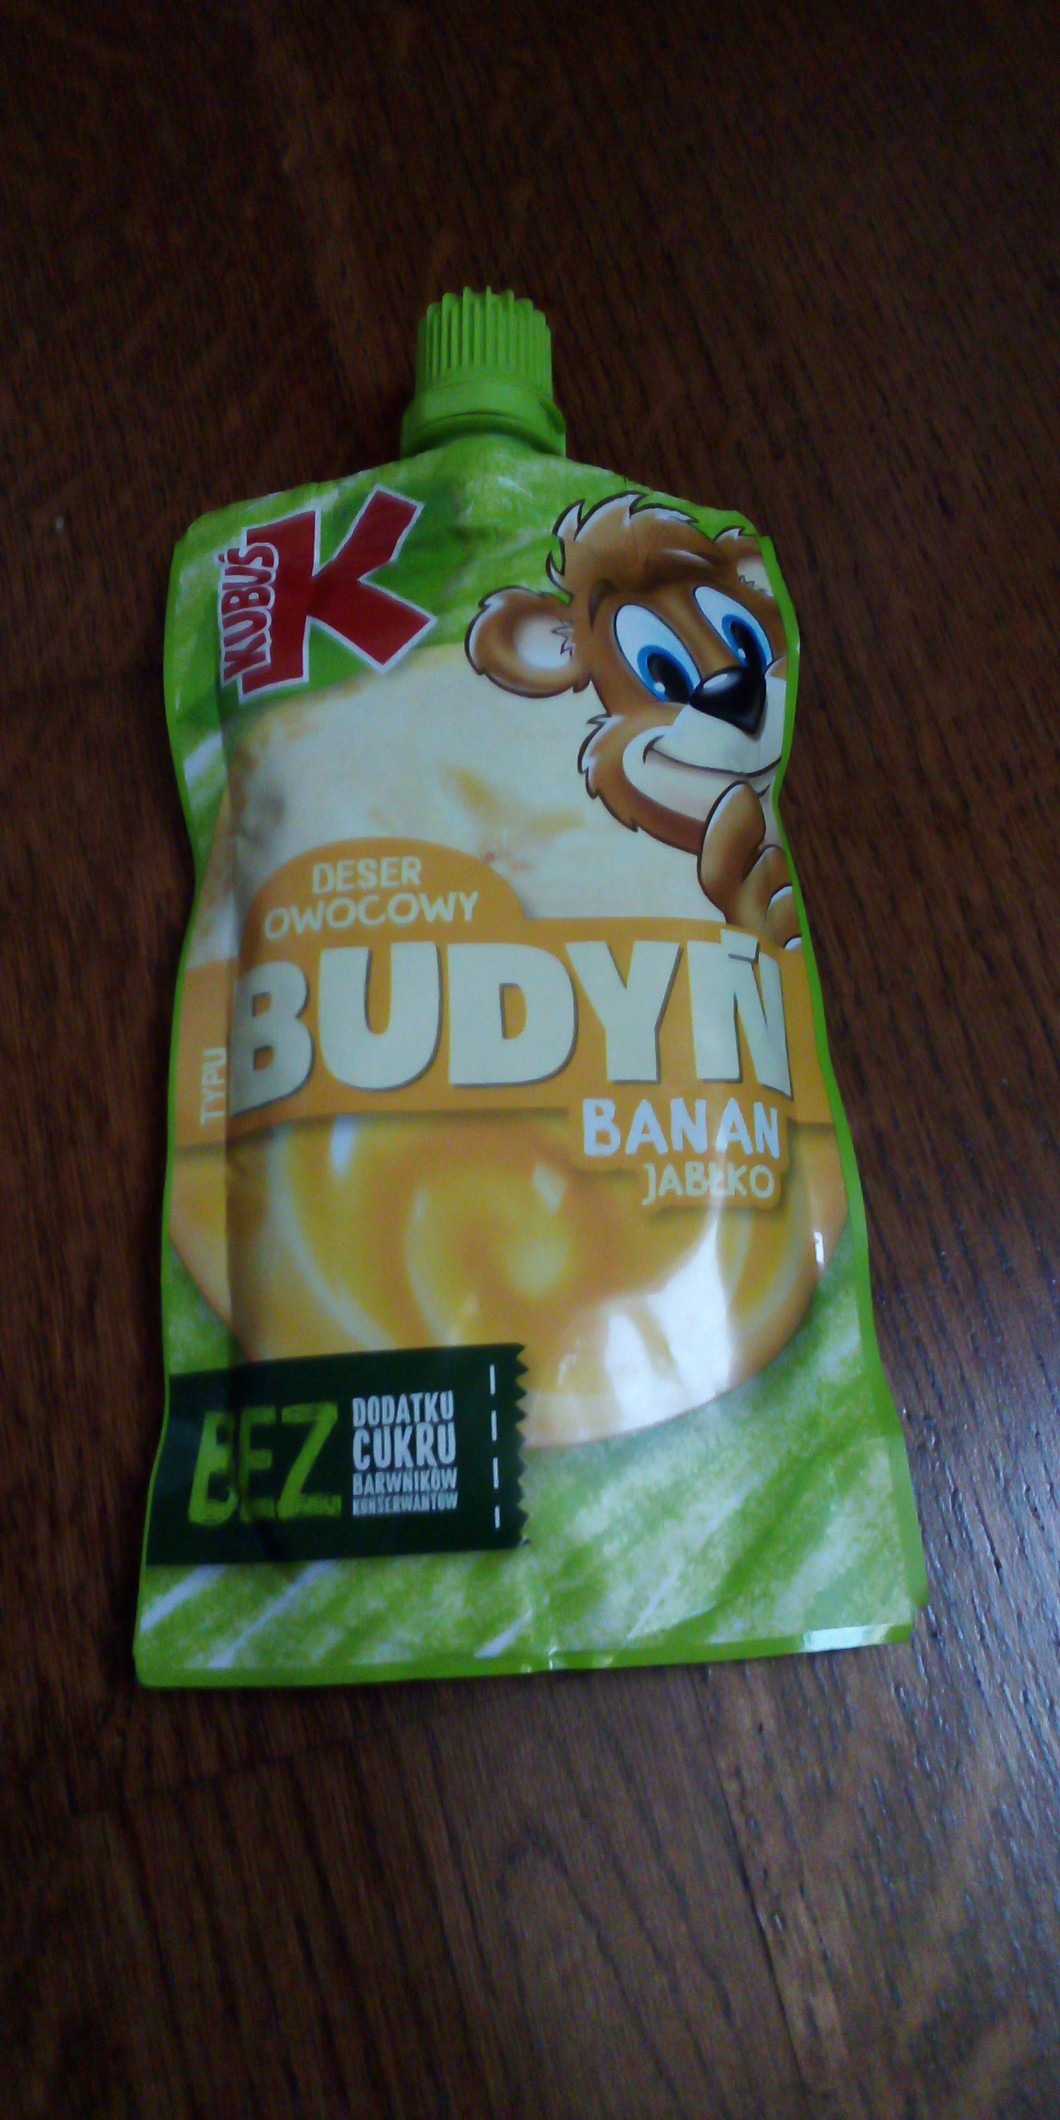 KUBUŚ
K
DESER
OWOCOWY
TYPU
BUDYŃ
BANAN
JABŁKO
BEZ
DODATKU
CUKRU
BARWNIKÓW
KONSERWANTÓW